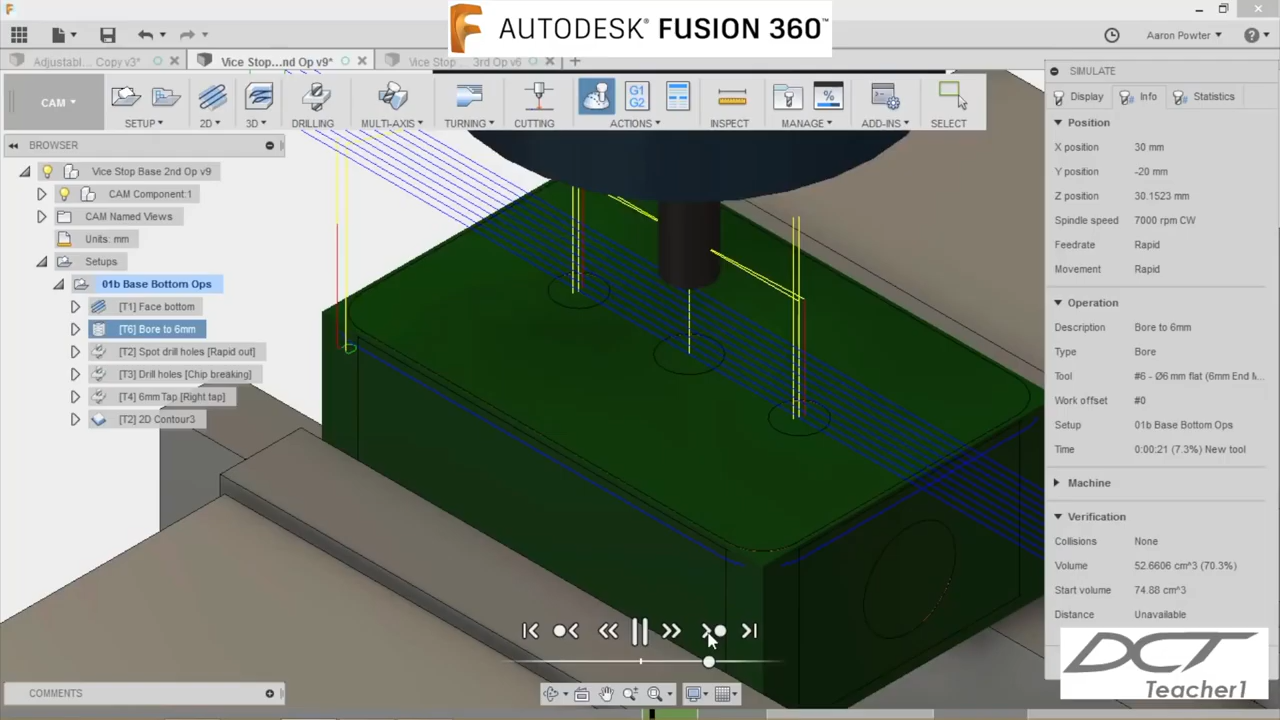 AUTODESK® FUSION 360™
Aaron Powter
Adjustabl... Copy v3*
Vice Stop...nd Op v9*
Vice Stop ... 3rd Op v6
CAM
SETUP
2D
3D
DRILLING
MULTI-AXIS
TURNING
CUTTING
G1
G2
ACTIONS
INSPECT
MANAGE
ADD-INS
SELECT
BROWSER
Vice Stop Base 2nd Op v9
CAM Component:1
CAM Named Views
Units: mm
Setups
01b Base Bottom Ops
[T1] Face bottom
[T6] Bore to 6mm
[T2] Spot drill holes [Rapid out]
[T3] Drill holes [Chip breaking]
[T4] 6mm Tap [Right tap]
[T2] 2D Contour3
SIMULATE
Display Info Statistics
Position
X position 30 mm
Y position -20 mm
Z position 30.1523 mm
Spindle speed 7000 rpm CW
Feedrate Rapid
Movement Rapid
Operation
Description Bore to 6mm
Type Bore
Tool #6 - Ø6 mm flat (6mm End M...
Work offset #0
Setup 01b Base Bottom Ops
Time 0:00:21 (7.3%) New tool
Machine
Verification
Collisions None
Volume 52.6606 cm^3 (70.3%)
Start volume 74.88 cm^3
Distance Unavailable
DCT
Teacher1
COMMENTS